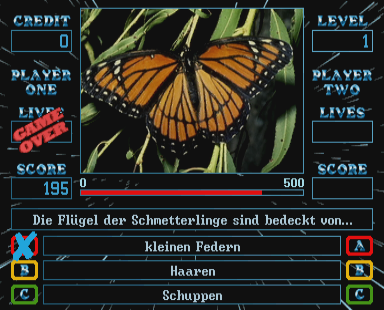 CREDIT
0
LEVEL
1
PLAYER
ONE
PLAYER
TWO
LIVES
LIVES
GAME
OVER
SCORE
195
SCORE
0
500
Die Flügel der Schmetterlinge sind bedeckt von...
kleinen Federn
A
B
Haaren
B
C
Schuppen
C